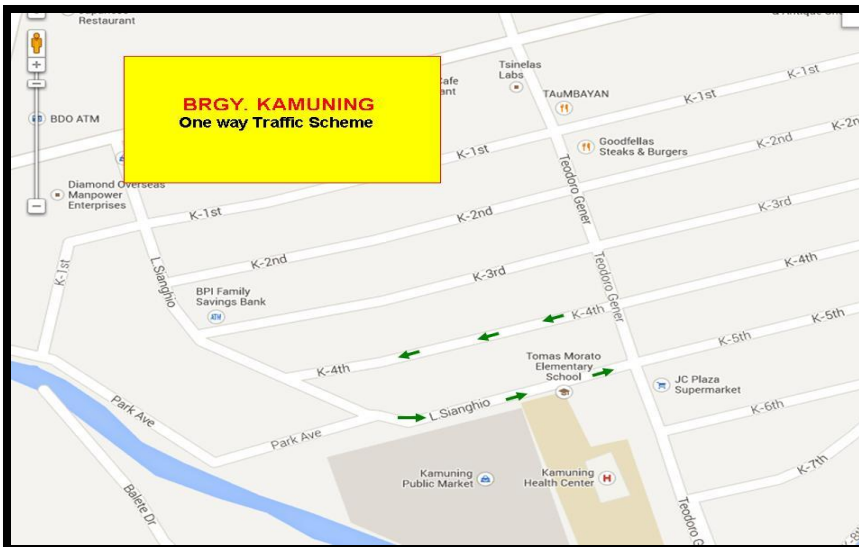 Restaurant
BRGY. KAMUNING
One way Traffic Scheme
Tsinelas
Labs
TAuMBAYAN
K-1st
K-1st
BDO ATM
K-1st
Goodfellas
Steaks & Burgers
K-2nd
K-2nd
Diamond Overseas
Manpower
Enterprises
K-1st
K-2nd
Teodoro Gener
K-3rd
K-1st
L.Sianghio
K-2nd
K-3rd
Teodoro Gener
K-4th
BPI Family
Savings Bank
ATM
K-4th
K-5th
K-5th
K-4th
Tomas Morato
Elementary
School
JC Plaza
Supermarket
Park Ave
L.Sianghio
K-6th
Park Ave
K-7th
Kamuning
Public Market
Kamuning
Health Center
H
Balete Dr
Teodoro G